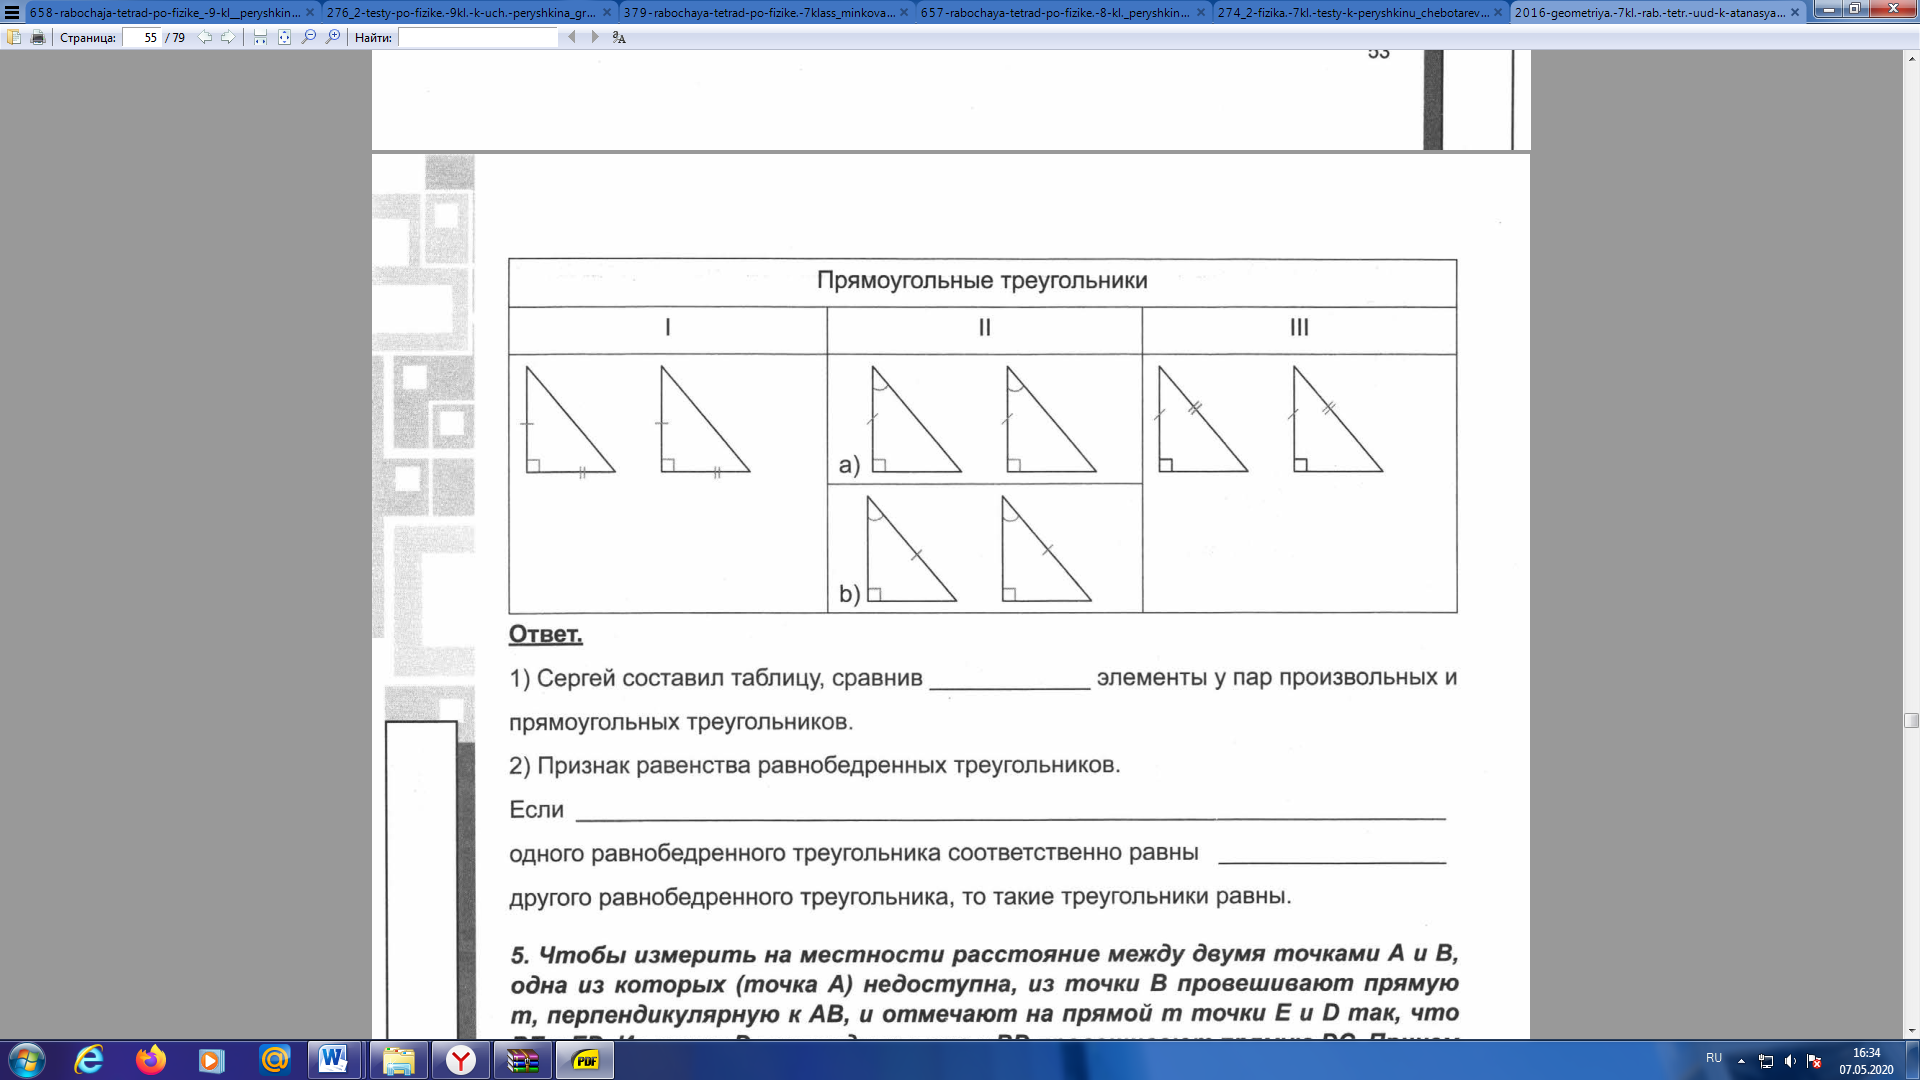 658-rabochaja-tetrad-po-fizike_-9-kl__peryshkin...
276_2-testy-po-fizike.-9kl.-k-uch.-peryshkina_gr...
379-rabochaya-tetrad-po-fizike.-7klass_minkova...
657-rabochaya-tetrad-po-fizike.-8-kl._peryshkin...
274_2-fizika.-7kl.-testy-k-peryshkinu_chebotarev...
2016-geometriya.-7kl.-rab.-tetr.-uud-k-atanasya...
Страница: 55 / 79 Найти:
53
Прямоугольные треугольники
I II III
a)
b)
Ответ.
1) Сергей составил таблицу, сравнив ____________ элементы у пар произвольных и
прямоугольных треугольников.
2) Признак равенства равнобедренных треугольников.
Если ____________
одного равнобедренного треугольника соответственно равны ____________
другого равнобедренного треугольника, то такие треугольники равны.
5. Чтобы измерить на местности расстояние между двумя точками А и В,
одна из которых (точка А) недоступна, из точки В провешивают прямую
m, перпендикулярную к АВ, и отмечают на прямой m точки E и D так, что
RU
16:34
07.05.2020